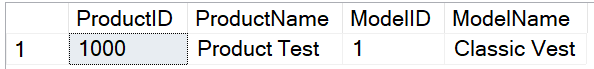 ProductID ProductName ModelID ModelName
1 1000 Product Test 1 Classic Vest